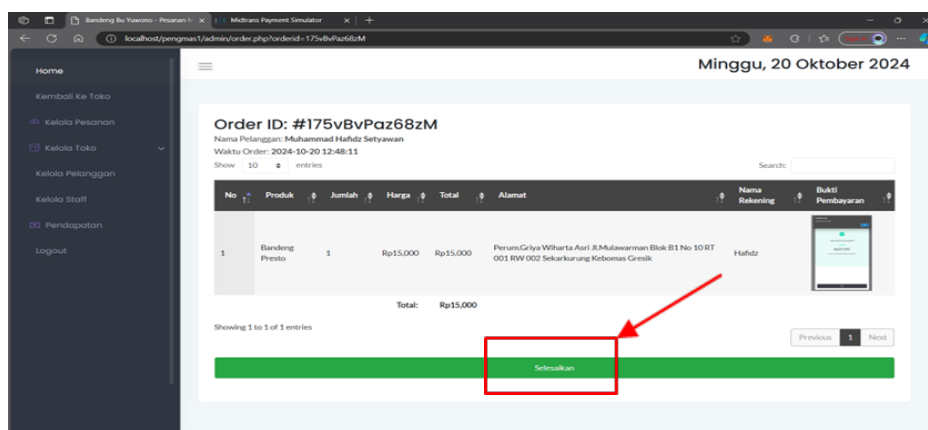 Bandeng Bu Yuwono - Pesanan M
Midtrans Payment Simulator
localhost/pengmas1/admin/order.php?orderid=175vBvPaz68zM
Home
Kembali Ke Toko
Kelola Pesanan
Kelola Toko
Kelola Pelanggan
Kelola Staff
Pendapatan
Logout
Minggu, 20 Oktober 2024
Order ID: #175vBvPaz68zM
Nama Pelanggan: Muhammad Hafidz Setyawan
Waktu Order: 2024-10-20 12:48:11
Show 10 entries
Search:
No Produk Jumlah Harga Total Alamat Nama Rekening Bukti Pembayaran
1 Bandeng Presto 1 Rp15,000 Rp15,000 Perum.Griya Wiharta Asri Jl.Mulawarman Blok B1 No 10 RT
001 RW 002 Sekarkurung Kebomas Gresik Hafidz
Total: Rp15,000
Showing 1 to 1 of 1 entries
Previous 1 Next
Selesaikan